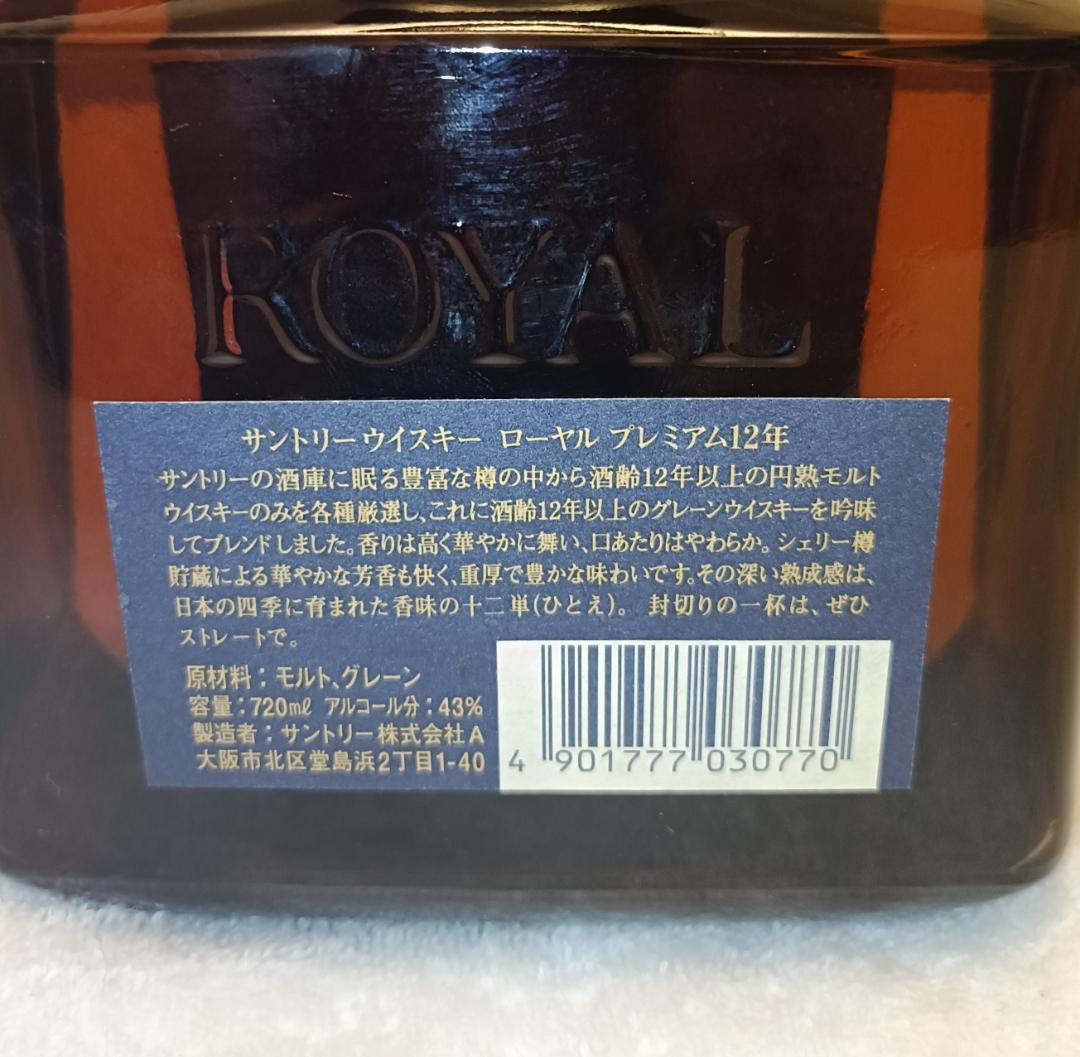 ROYAL
サントリーウイスキー ローヤル プレミアム12年
サントリーの酒庫に眠る豊富な樽の中から酒齢12年以上の円熟モルト
ウイスキーのみを各種厳選し、これに酒齢12年以上のグレーンウイスキーを吟味
してブレンドしました。香りは高く華やかに舞い、口あたりはやわらか。シェリー樽
貯蔵による華やかな芳香も快く、重厚で豊かな味わいです。その深い熟成感は、
日本の四季に育まれた香味の十二単(ひとえ)。 封切りの一杯は、ぜひ
ストレートで。
原材料：モルト、グレーン
容量：720mℓ アルコール分：43%
製造者：サントリー株式会社A
大阪市北区堂島浜2丁目1-40
4 901777 030770